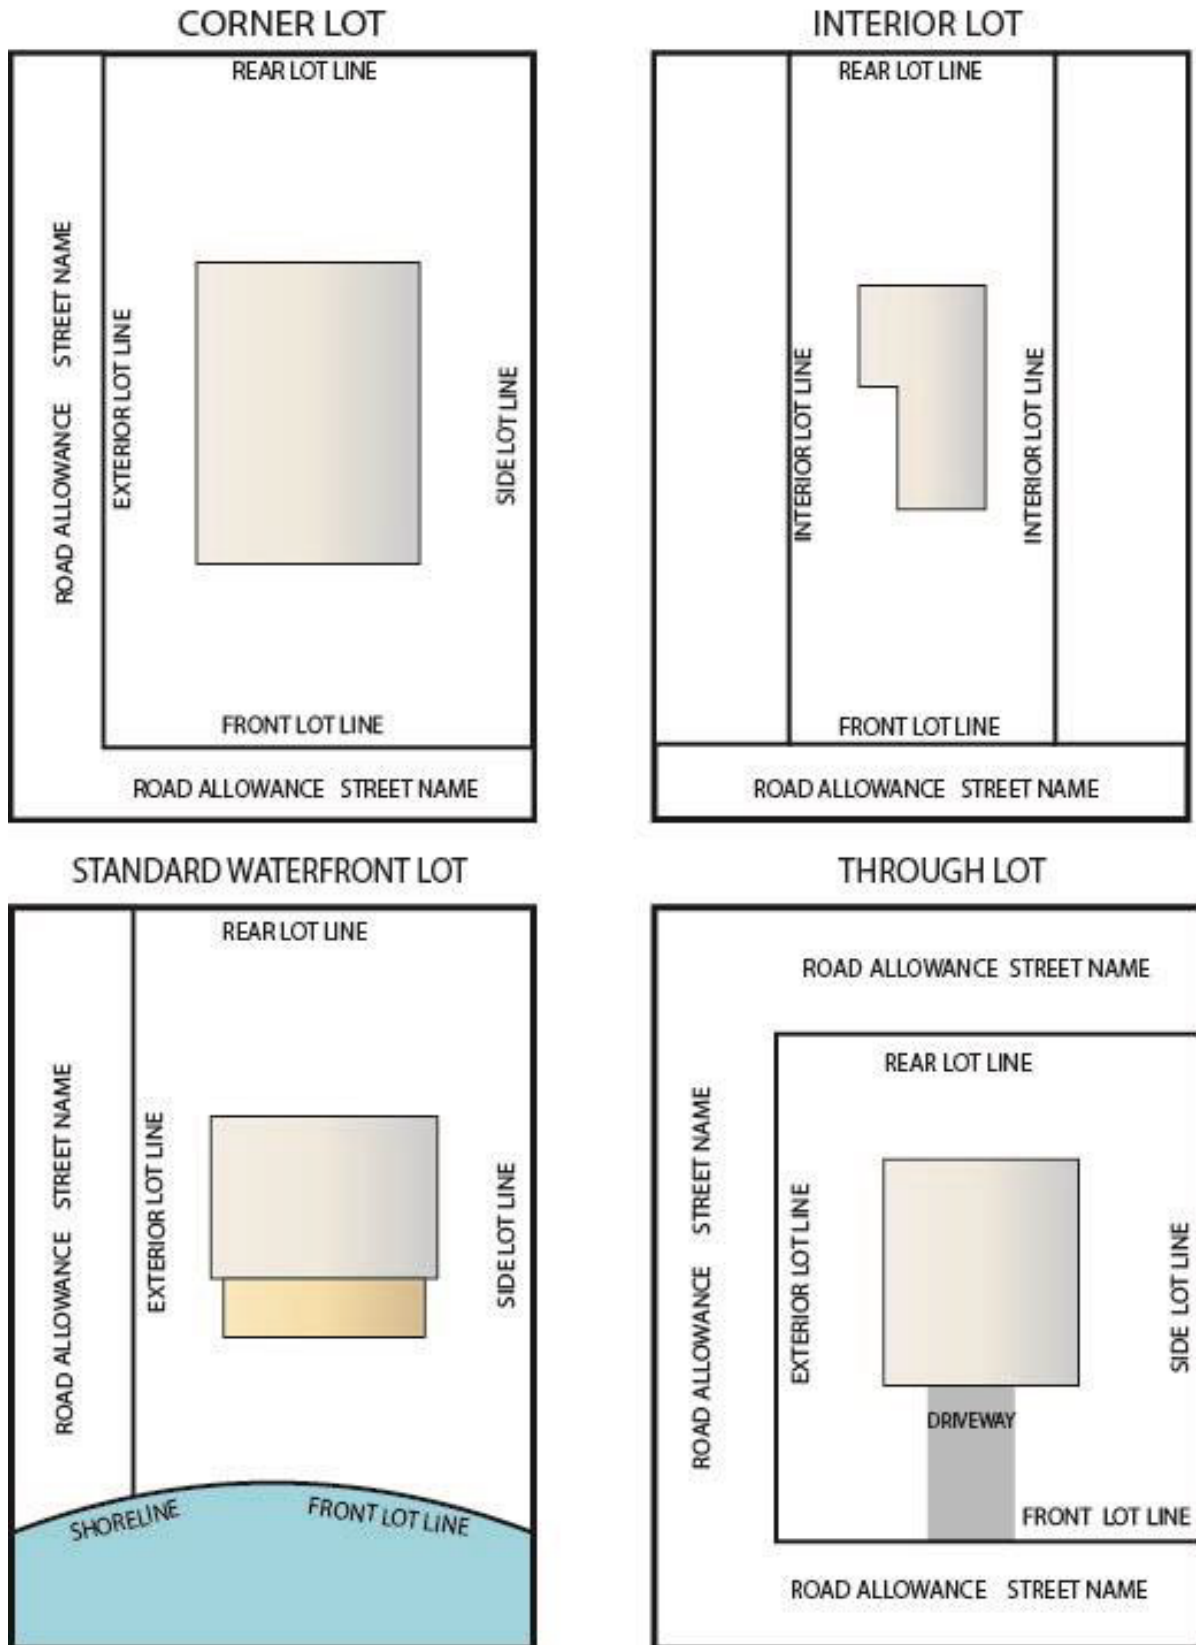 CORNER LOT
REAR LOT LINE
ROAD ALLOWANCE STREET NAME
EXTERIOR LOT LINE
SIDE LOT LINE
FRONT LOT LINE
ROAD ALLOWANCE STREET NAME
INTERIOR LOT
REAR LOT LINE
INTERIOR LOT LINE
INTERIOR LOT LINE
FRONT LOT LINE
ROAD ALLOWANCE STREET NAME
STANDARD WATERFRONT LOT
REAR LOT LINE
ROAD ALLOWANCE STREET NAME
EXTERIOR LOT LINE
SIDE LOT LINE
SHORELINE
FRONT LOT LINE
THROUGH LOT
ROAD ALLOWANCE STREET NAME
REAR LOT LINE
ROAD ALLOWANCE STREET NAME
EXTERIOR LOT LINE
SIDE LOT LINE
DRIVEWAY
FRONT LOT LINE
ROAD ALLOWANCE STREET NAME